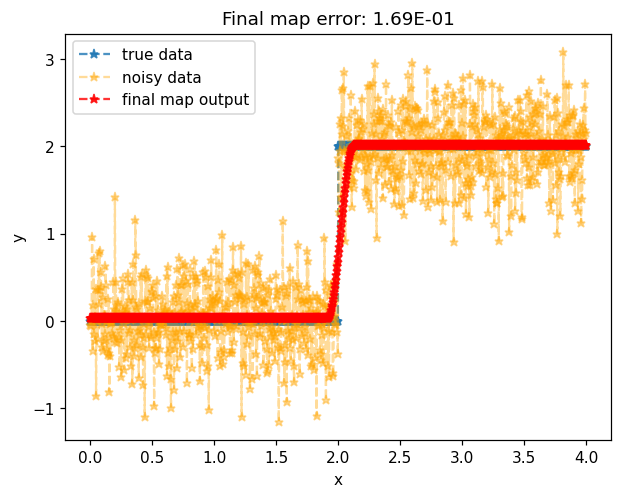 Final map error: 1.69E-01
true data
noisy data
final map output
3
2
1
0
−1
y
0.0 0.5 1.0 1.5 2.0 2.5 3.0 3.5 4.0
x